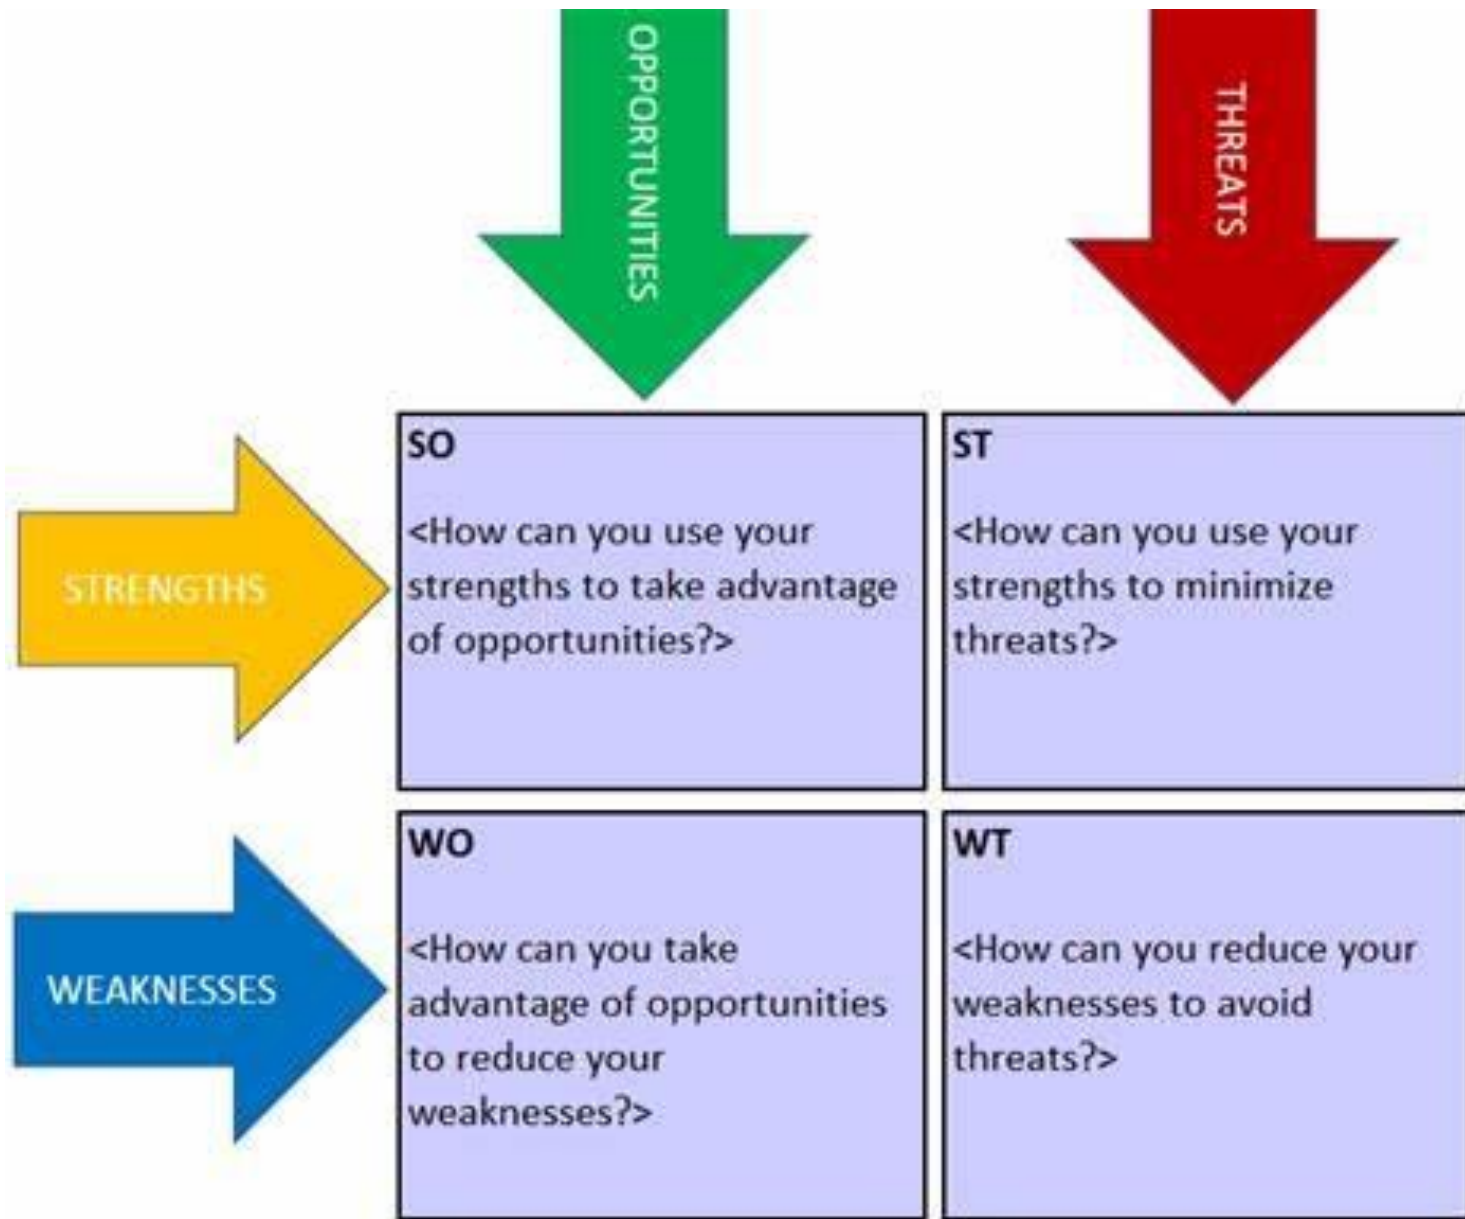 OPPORTUNITIES
THREATS
STRENGTHS
SO
<How can you use your
strengths to take advantage
of opportunities?>
ST
<How can you use your
strengths to minimize
threats?>
WEAKNESSES
WO
<How can you take
advantage of opportunities
to reduce your
weaknesses?>
WT
<How can you reduce your
weaknesses to avoid
threats?>